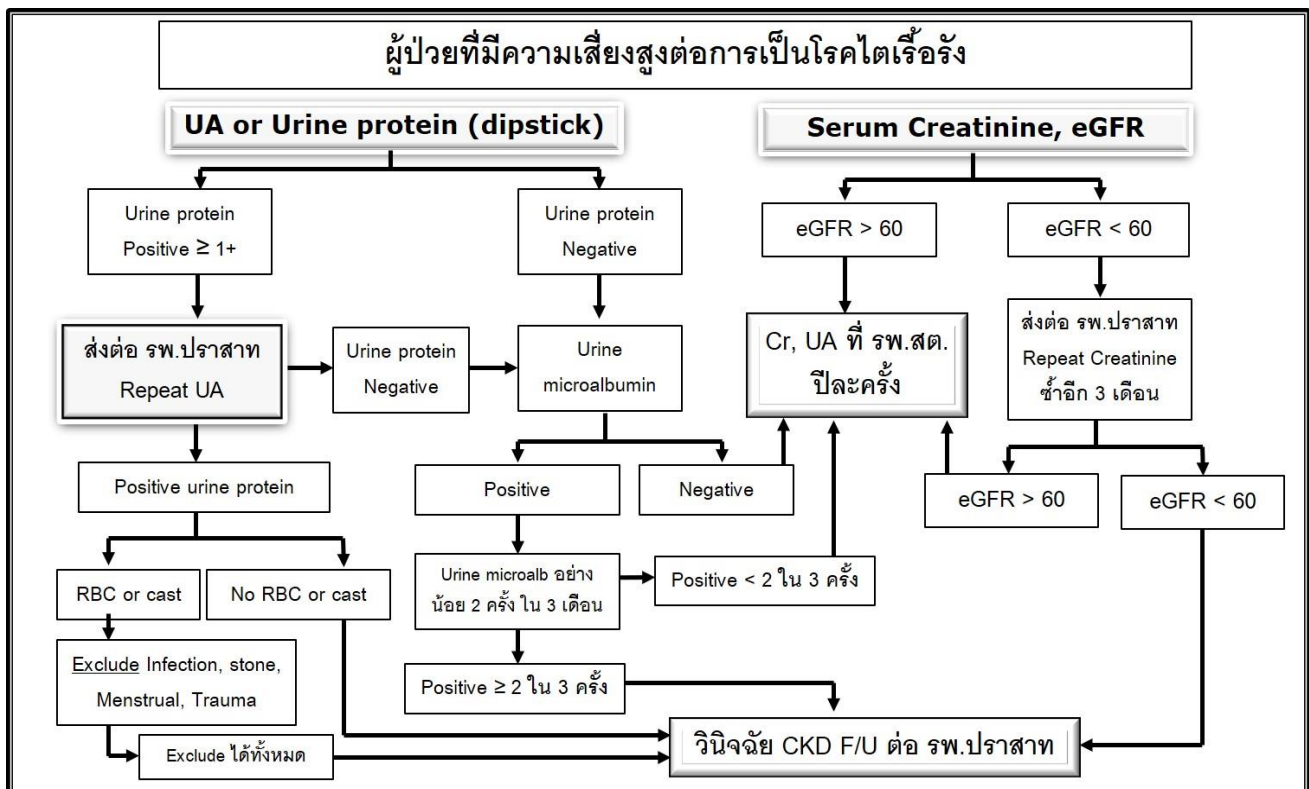 ผู้ป่วยที่มีความเสี่ยงสูงต่อการเป็นโรคไตเรื้อรัง
UA or Urine protein (dipstick)
Serum Creatinine, eGFR
Urine protein
Positive ≥ 1+
Urine protein
Negative
eGFR > 60
eGFR < 60
ส่งต่อ รพ.ปราสาท
Repeat UA
Urine protein
Negative
Urine
microalbumin
Cr, UA ที่ รพ.สต.
ปีละครั้ง
ส่งต่อ รพ.ปราสาท
Repeat Creatinine
ซ้ำอีก 3 เดือน
Positive urine protein
Positive
Negative
eGFR > 60
eGFR < 60
RBC or cast
No RBC or cast
Urine microalb อย่าง
น้อย 2 ครั้ง ใน 3 เดือน
Positive < 2 ใน 3 ครั้ง
Exclude Infection, stone,
Menstrual, Trauma
Positive ≥ 2 ใน 3 ครั้ง
Exclude ได้ทั้งหมด
วินิจฉัย CKD F/U ต่อ รพ.ปราสาท